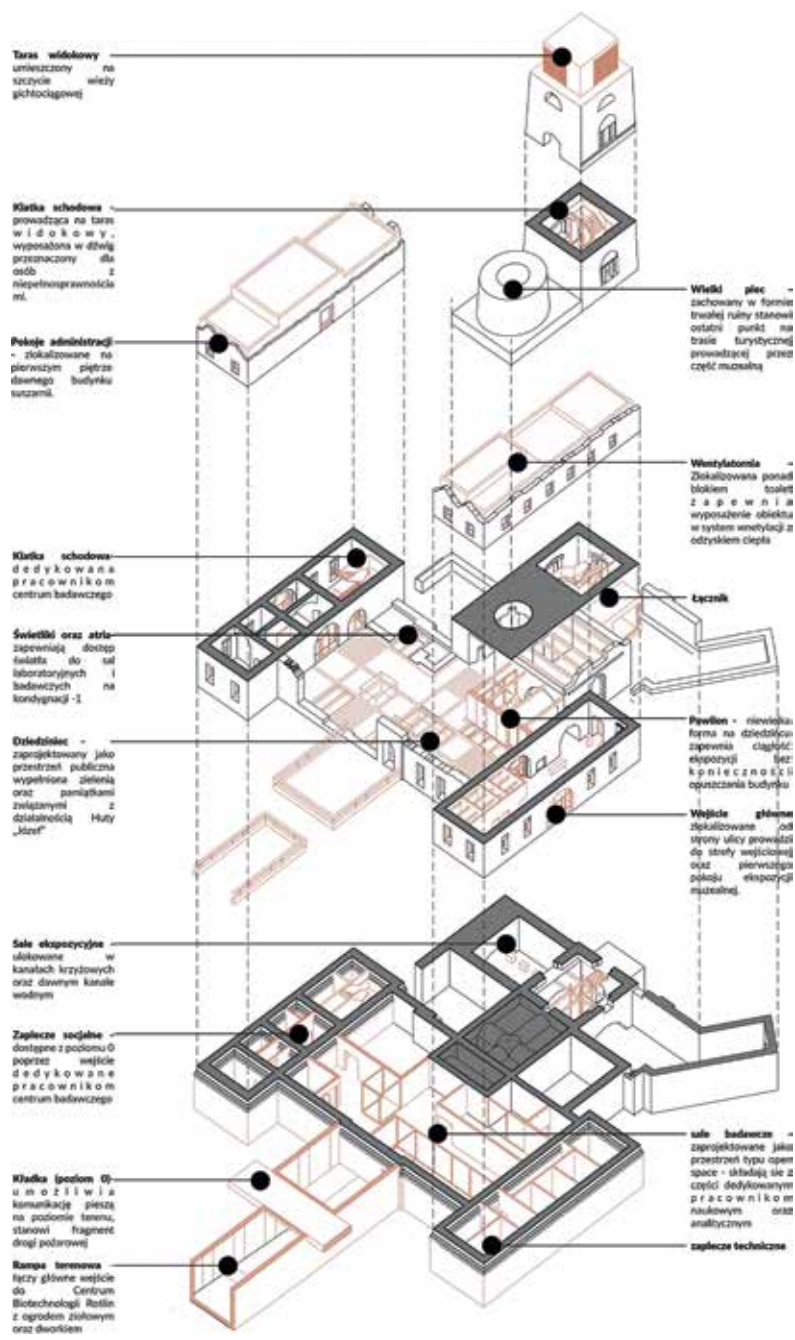 Taras widokowy
umieszczony na
szczycie wieży
gichtociągowej
Klatka schodowa -
prowadząca na taras
widokowy,
wyposażona w dźwig
przeznaczony dla
osób z
niepełnosprawnościa
mi.
Pokoje administracji
- zlokalizowane na
pierwszym piętrze
dawnego budynku
suszarni.
Klatka schodowa-
dedykowana
pracownikom
centrum badawczego
Świetliki oraz atria-
zapewniają dostęp
światła do sal
laboratoryjnych i
badawczych na
kondygnacji -1
Dziedziniec -
zaprojektowany jako
przestrzeń publiczna
wypełniona zielenią
oraz pamiątkami
związanymi z
działalnością Huty
„Józef”
Sale ekspozycyjne
ulokowane w
kanałach krzyżowych
oraz dawnym kanale
wodnym
Zaplecze socjalne -
dostępne z poziomu 0
poprzez wejście
dedykowane
pracownikom
centrum badawczego
Kładka (poziom 0)-
umożliwia
komunikację pieszą
na poziomie terenu,
stanowi fragment
drogi pożarowej
Rampa terenowa -
łączy główne wejście
do Centrum
Biotechnologii Roślin
z ogrodem ziołowym
oraz dworkiem
Wielki piec -
zachowany w formie
trwałej ruiny stanowi
ostatni punkt na
trasie turystycznej
prowadzącej przez
część muzealną
Wentylatornia -
Zlokalizowana ponad
blokiem toalet
zapewnia
wyposażenie obiektu
w system wnetylacji z
odzyskiem ciepła
Łącznik
Pawilon - niewielka
forma na dziedzińcu
zapewnia ciągłość
ekspozycji bez
konieczności
opuszczania budynku
Wejście główne
zlokalizowane od
strony ulicy prowadzi
do strefy wejściowej
oraz pierwszego
pokoju ekspozycji
muzealnej.
sale badawcze -
zaprojektowane jako
przestrzeń typu open
space - składają sie z
części dedykowanym
pracownikom
naukowym oraz
analitycznym
zaplecze techniczne